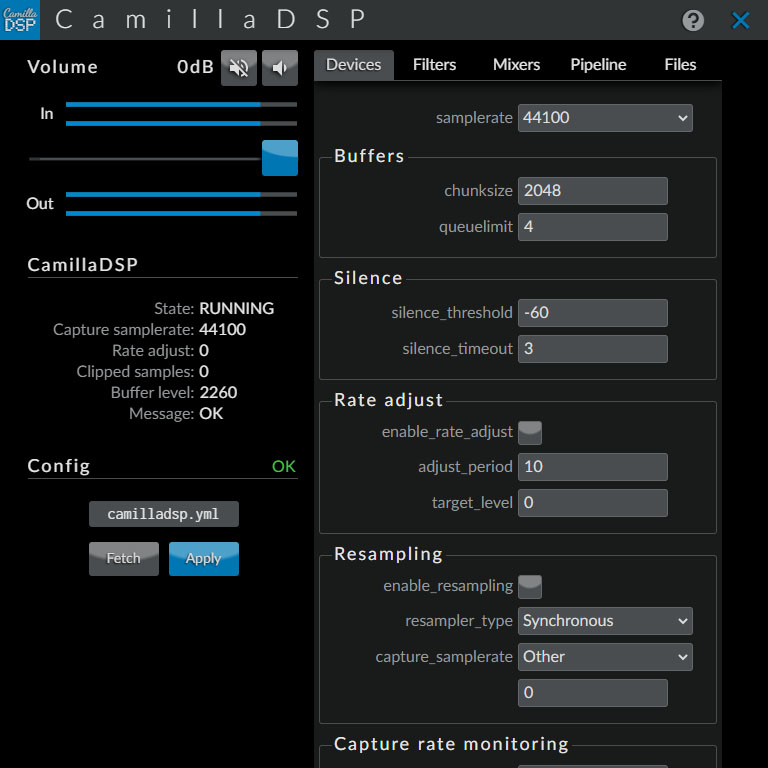 Camilla DSP
CamillaDSP
Volume 0dB
In
Out
CamillaDSP
State: RUNNING
Capture samplerate: 44100
Rate adjust: 0
Clipped samples: 0
Buffer level: 2260
Message: OK
Config OK
camilladsp.yml
Fetch Apply
Devices Filters Mixers Pipeline Files
samplerate 44100
Buffers
chunksize 2048
queuelimit 4
Silence
silence_threshold -60
silence_timeout 3
Rate adjust
enable_rate_adjust
adjust_period 10
target_level 0
Resampling
enable_resampling
resampler_type Synchronous
capture_samplerate Other
0
Capture rate monitoring